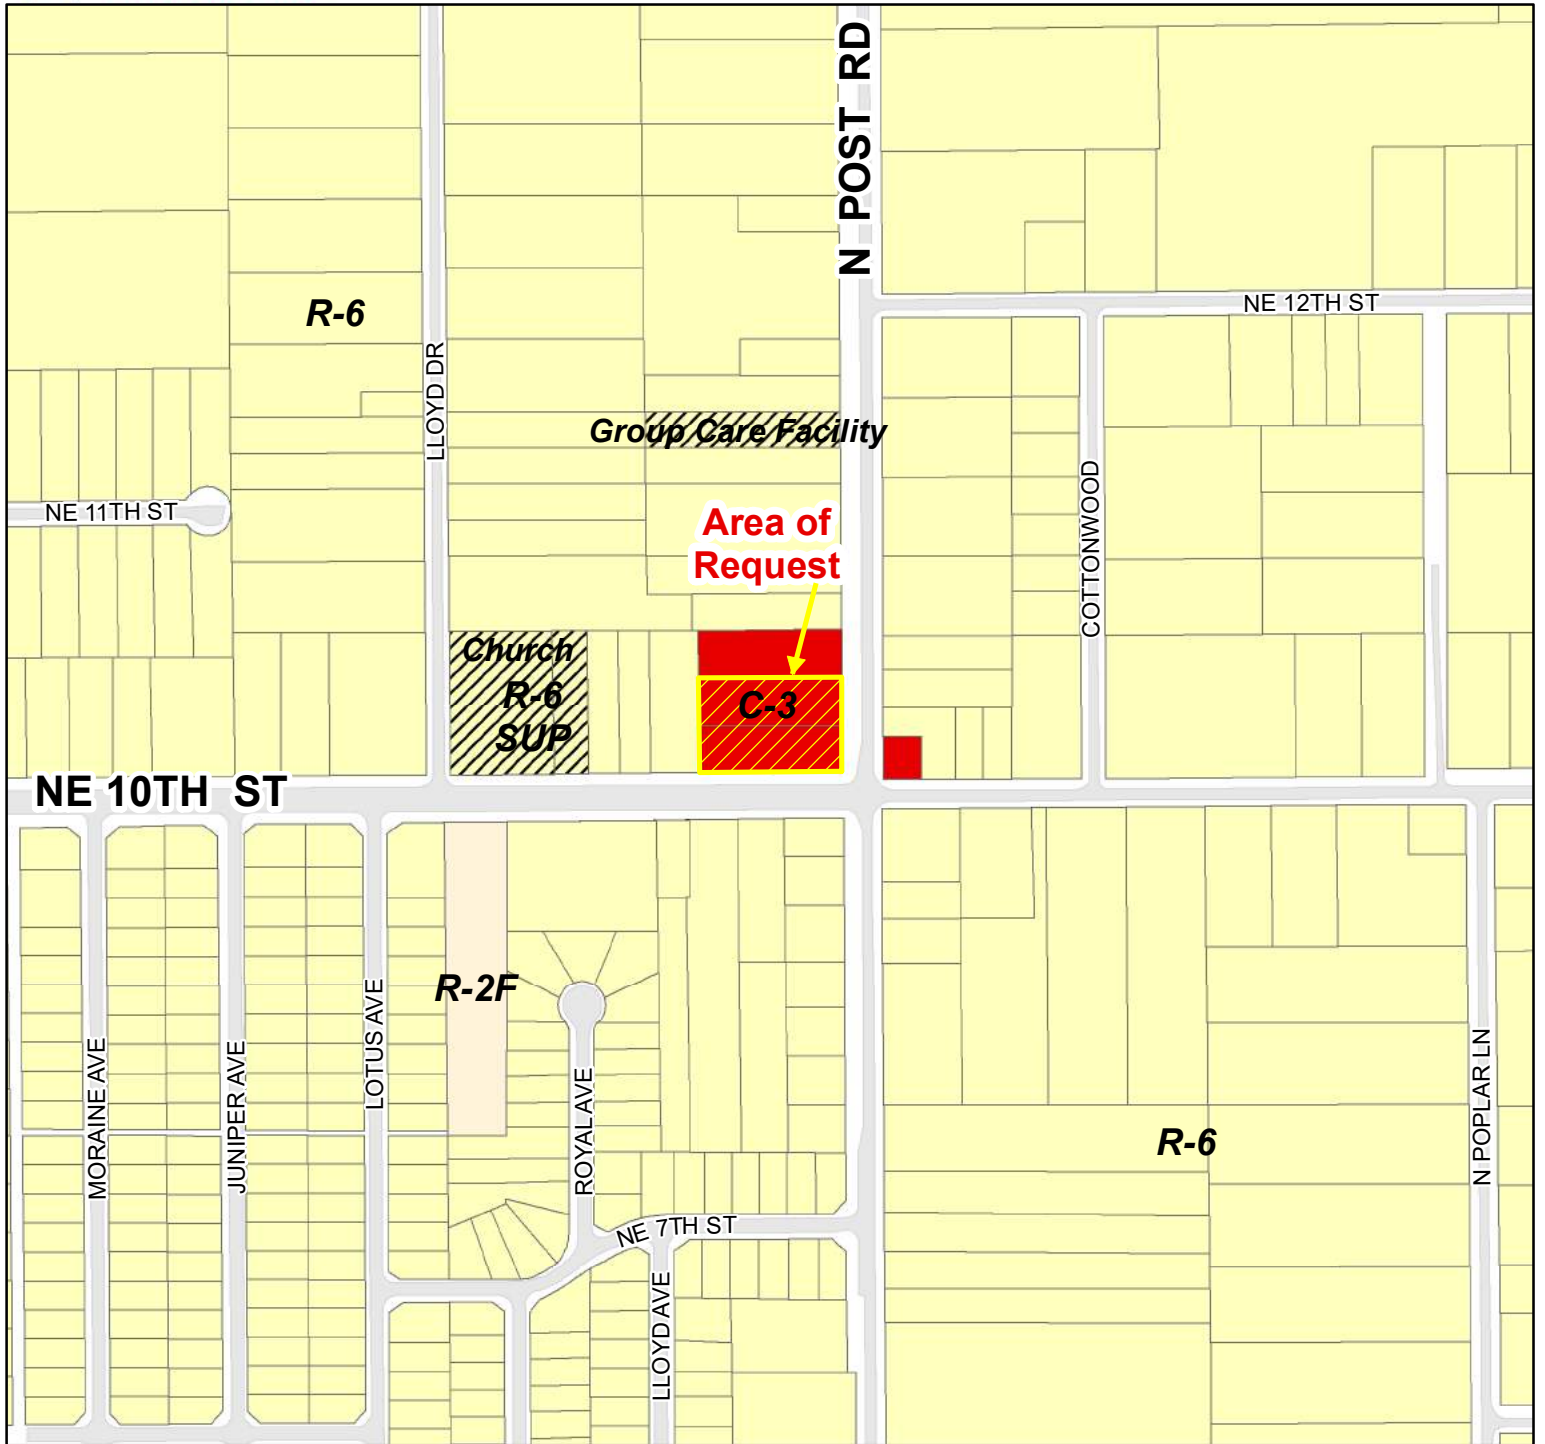 N POST RD
NE 12TH ST
R-6
LLOYD DR
Group Care Facility
COTTONWOOD
NE 11TH ST
Area of
Request
Church
R-6
SUP
C-3
NE 10TH ST
R-2F
LOTUS AVE
MORAINE AVE
JUNIPER AVE
ROYAL AVE
N POPLAR LN
R-6
NE 7TH ST
LLOYD AVE